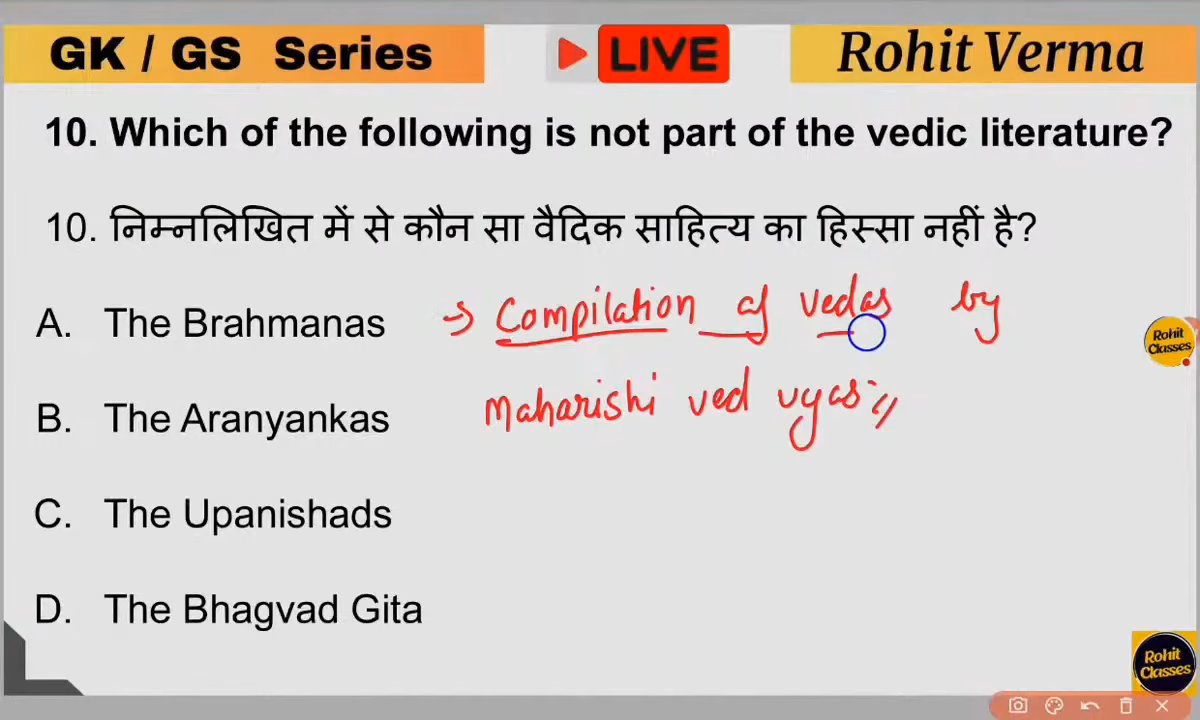 GK / GS Series
LIVE
Rohit Verma
10. Which of the following is not part of the vedic literature?
10. निम्नलिखित में से कौन सा वैदिक साहित्य का हिस्सा नहीं है?
A. The Brahmanas
→ Compilation of vedas by
Rohit
Classes
B. The Aranyankas
Maharishi ved vyas
C. The Upanishads
D. The Bhagvad Gita
Rohit
Classes